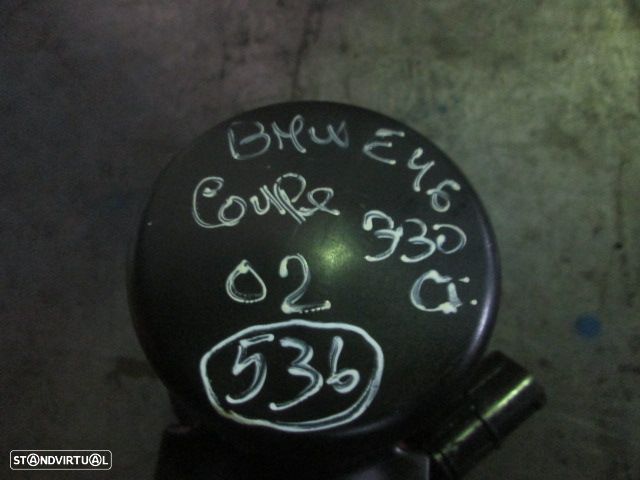 BMW E46
Coupe 330
02 Ci
536
STANDVIRTUAL